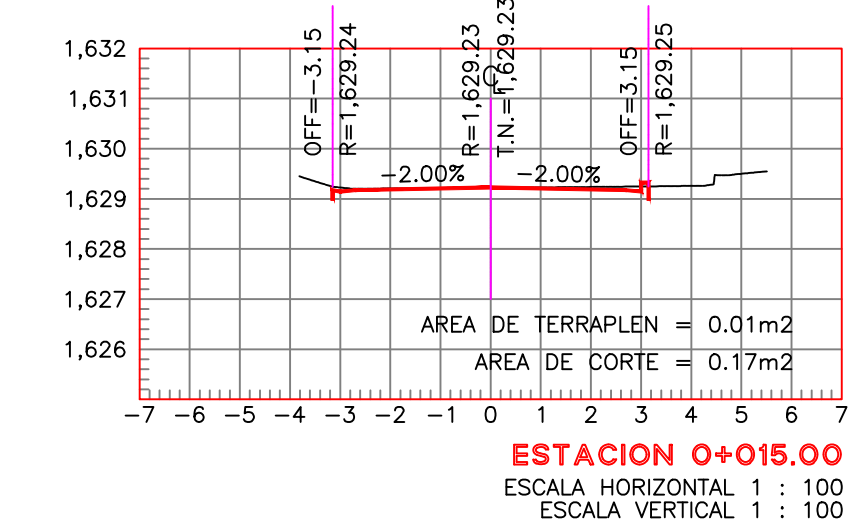 OFF=-3.15
R=1,629.24
R=1,629.23
T.N.=1,629.23
OFF=3.15
R=1,629.25
1,632
1,631
1,630
1,629
1,628
1,627
1,626
-2.00%
-2.00%
AREA DE TERRAPLEN = 0.01m2
AREA DE CORTE = 0.17m2
-7 -6 -5 -4 -3 -2 -1 0 1 2 3 4 5 6 7
ESTACION 0+015.00
ESCALA HORIZONTAL 1 : 100
ESCALA VERTICAL 1 : 100